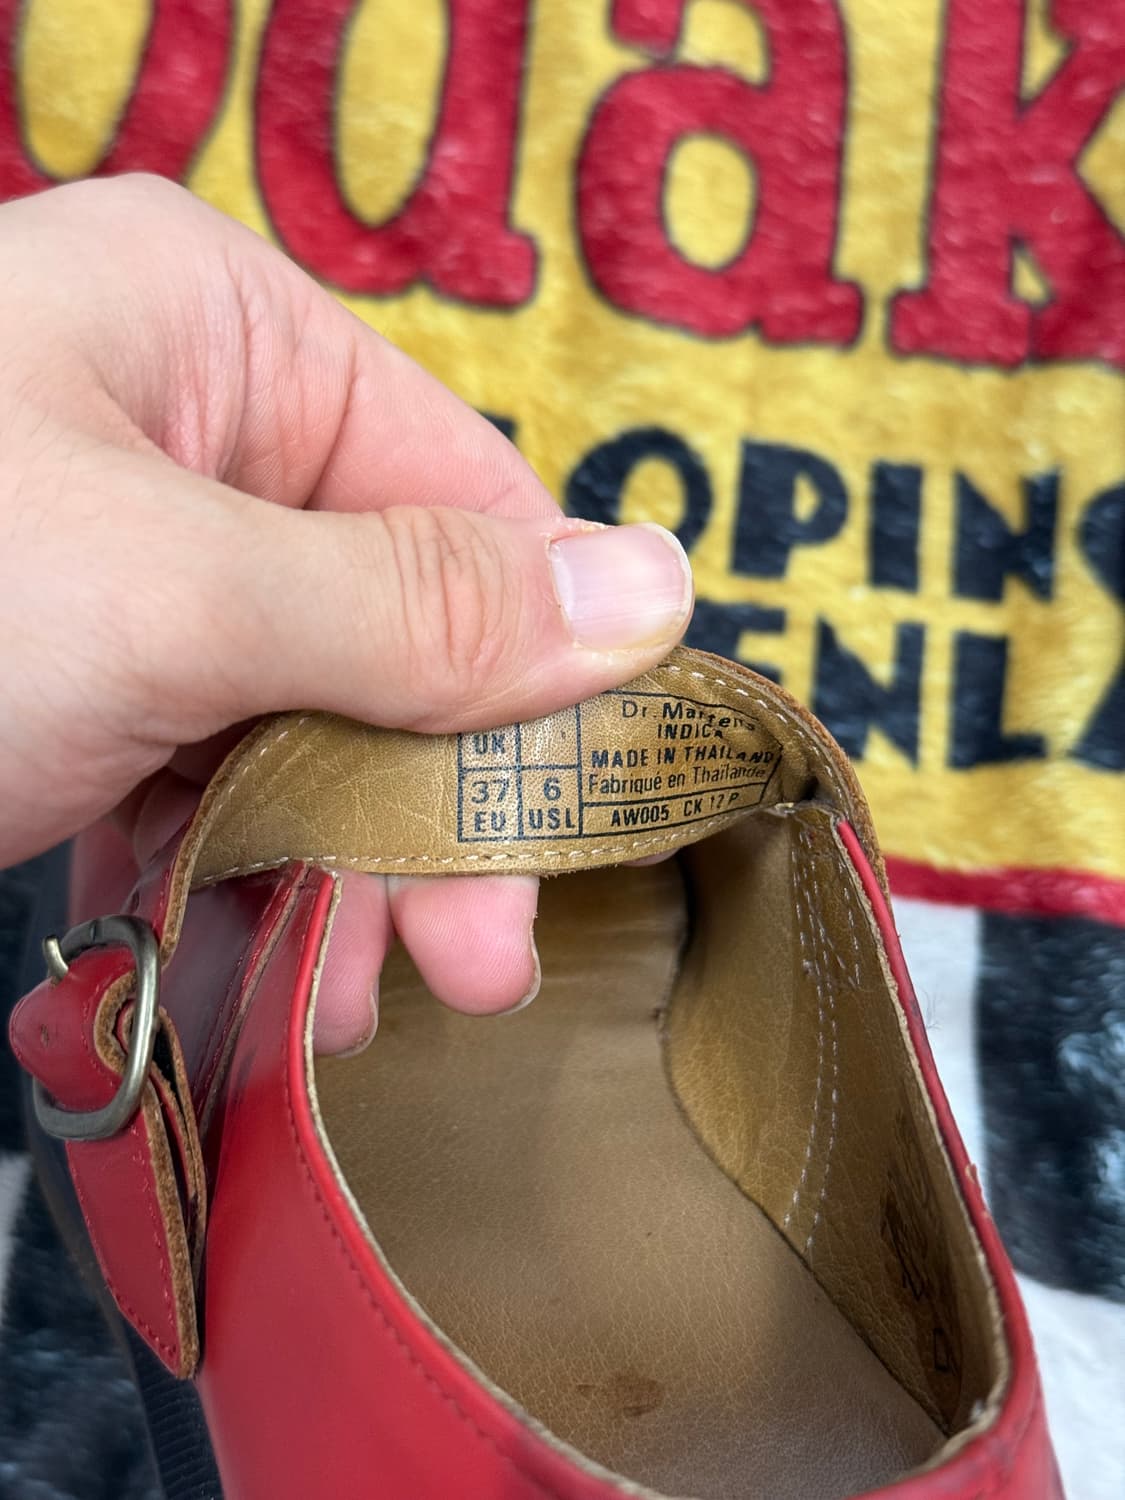 odak
OPING
ENL
UK
37
EU
6
USL
Dr. Martens
INDICA
MADE IN THAILAND
Fabriqué en Thaïlande
AW005 CK 12 P